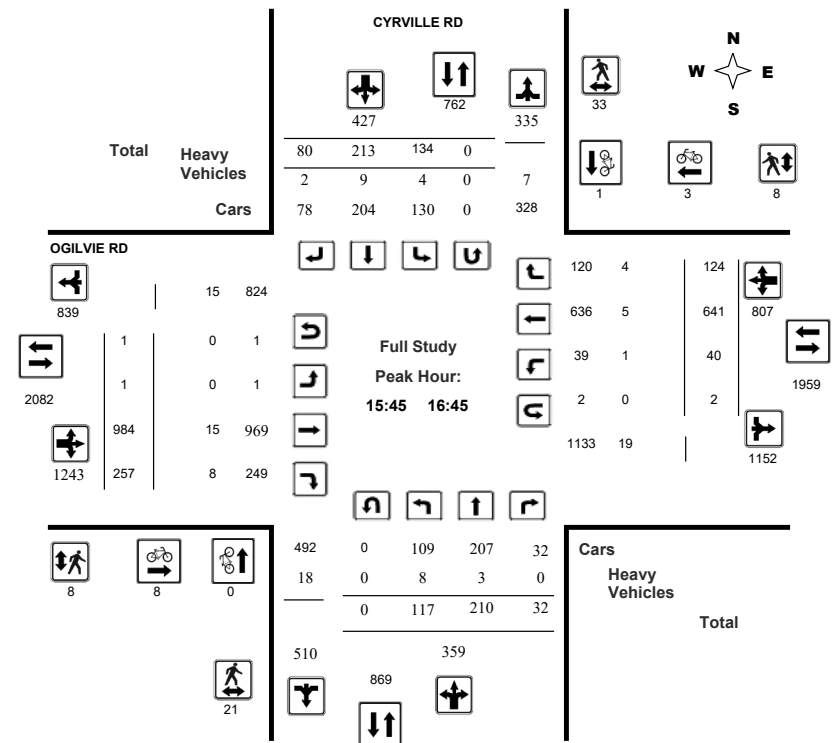 CYRVILLE RD
N
W E
S
427 762 335 33
Total Heavy Vehicles Cars
80 213 134 0
2 9 4 0 7
78 204 130 0 328
1 3 8
OGILVIE RD
839 15 824
120 4 124 807
1 0 1
636 5 641
Full Study
Peak Hour:
15:45 16:45
2082
1 0 1
39 1 40
1959
984 15 969
2 0 2
1243 257 8 249
1133 19 1152
492 0 109 207 32 Cars
18 0 8 3 0 Heavy Vehicles
0 117 210 32 Total
8 8 0
510 359
869
21